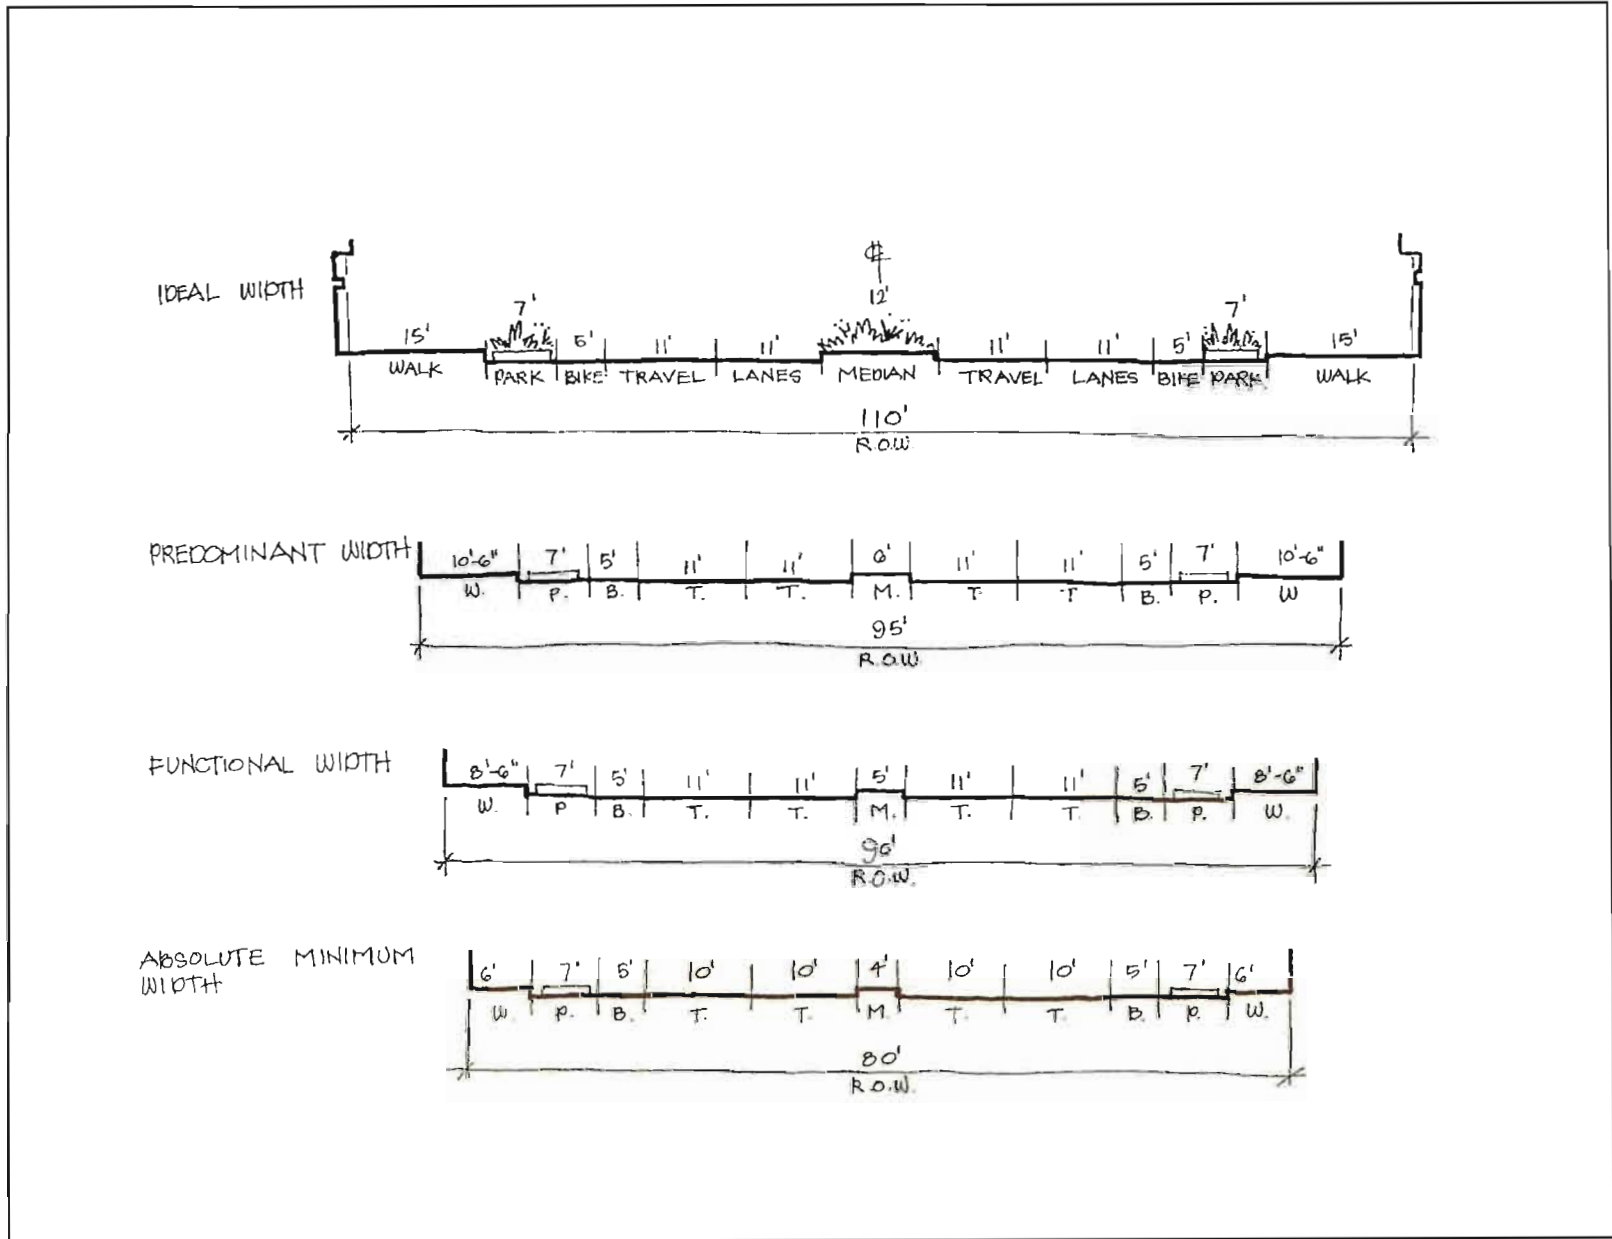 IDEAL WIDTH
℄
15' 7' 5' 11' 11' 12' 11' 11' 5' 7' 15'
WALK PARK BIKE TRAVEL LANES MEDIAN TRAVEL LANES BIKE PARK WALK
110'
R.O.W
PREDOMINANT WIDTH
10'-6" 7' 5' 11' 11' 6' 11' 11' 5' 7' 10'-6"
W. P. B. T. T. M. T T B. P. W
95'
R.O.W
FUNCTIONAL WIDTH
8'-6" 7' 5' 11' 11' 5' 11' 11' 5' 7' 8'-6"
W. P B. T. T. M. T. T. B. P. W.
90'
R.O.W.
ABSOLUTE MINIMUM
WIDTH
6' 7' 5' 10' 10' 4' 10' 10' 5' 7' 6'
W. P. B. T. T. M. T. T. B. P. W.
80'
R.O.W.